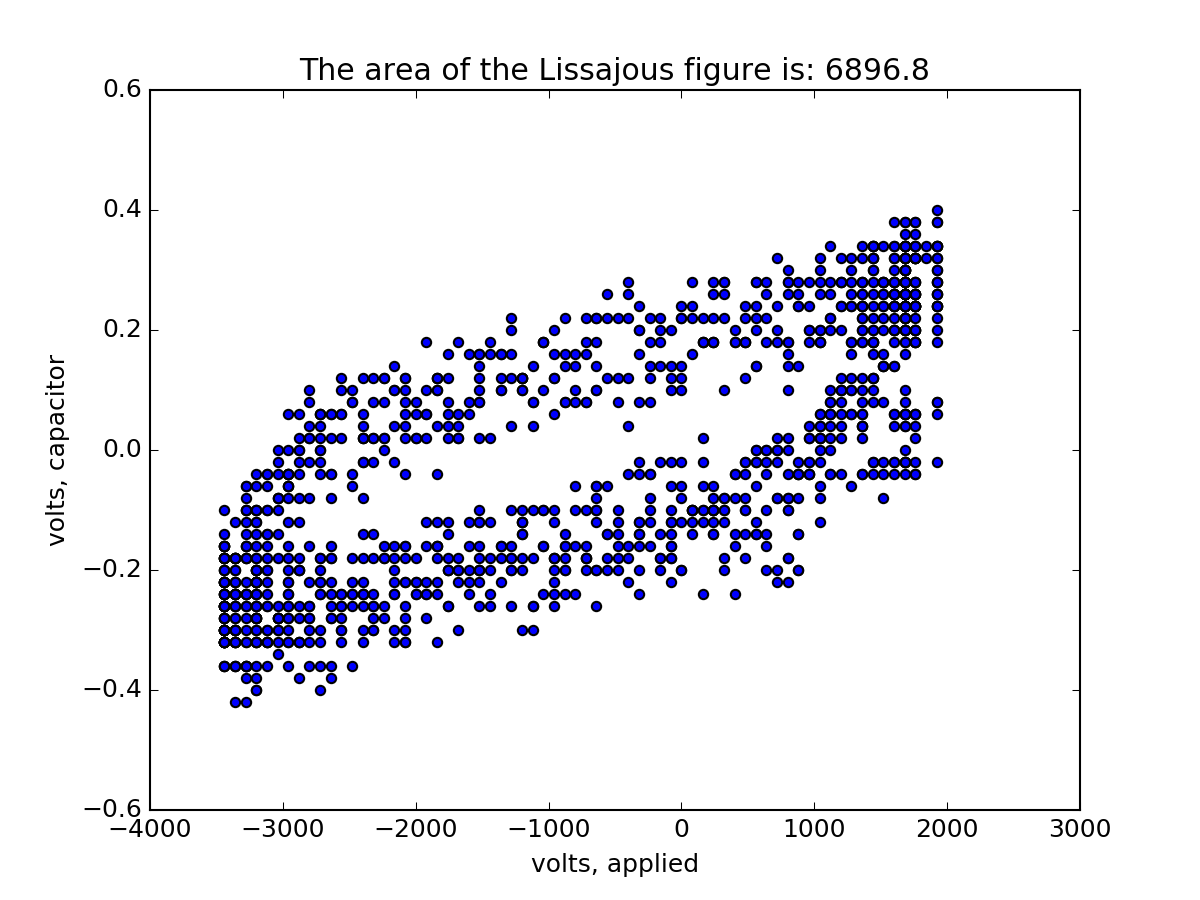 The area of the Lissajous figure is: 6896.8
0.6
0.4
0.2
0.0
−0.2
−0.4
−0.6
volts, capacitor
−4000 −3000 −2000 −1000 0 1000 2000 3000
volts, applied